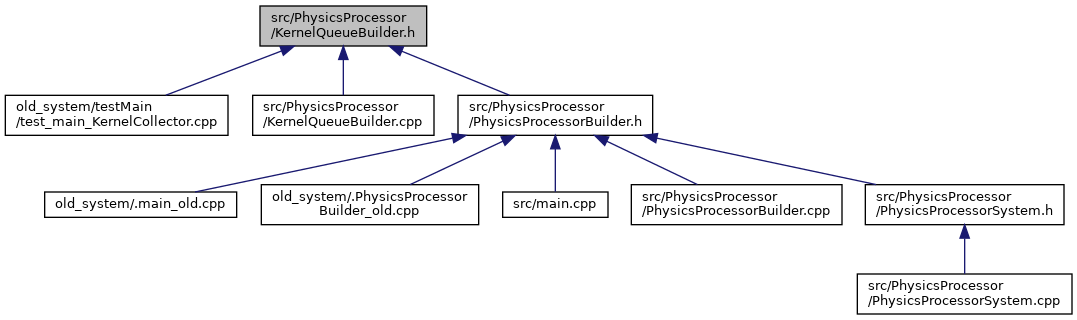 src/PhysicsProcessor
/KernelQueueBuilder.h
old_system/testMain
/test_main_KernelCollector.cpp
src/PhysicsProcessor
/KernelQueueBuilder.cpp
src/PhysicsProcessor
/PhysicsProcessorBuilder.h
old_system/.main_old.cpp
old_system/.PhysicsProcessor
Builder_old.cpp
src/main.cpp
src/PhysicsProcessor
/PhysicsProcessorBuilder.cpp
src/PhysicsProcessor
/PhysicsProcessorSystem.h
src/PhysicsProcessor
/PhysicsProcessorSystem.cpp